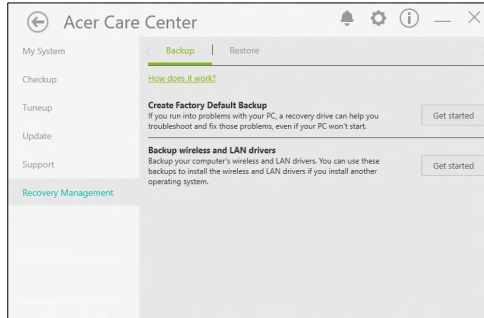 Acer Care Center
My System
Backup
Restore
Checkup
How does it work?
Tuneup
Create Factory Default Backup
If you run into problems with your PC, a recovery drive can help you
troubleshoot and fix those problems, even if your PC won't start.
Get started
Update
Backup wireless and LAN drivers
Backup your computer's wireless and LAN drivers. You can use these
backups to install the wireless and LAN drivers if you install another
operating system.
Get started
Support
Recovery Management